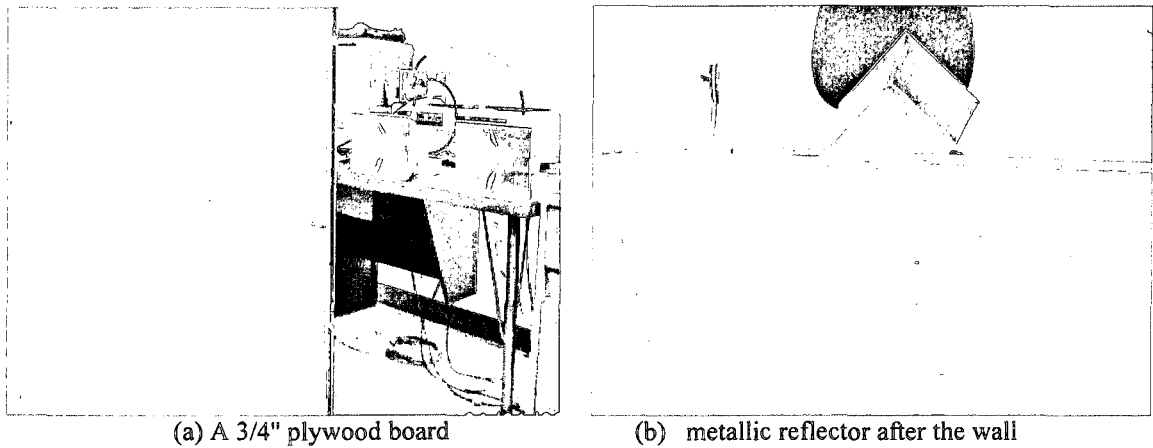 (a) A 3/4" plywood board
(b) metallic reflector after the wall